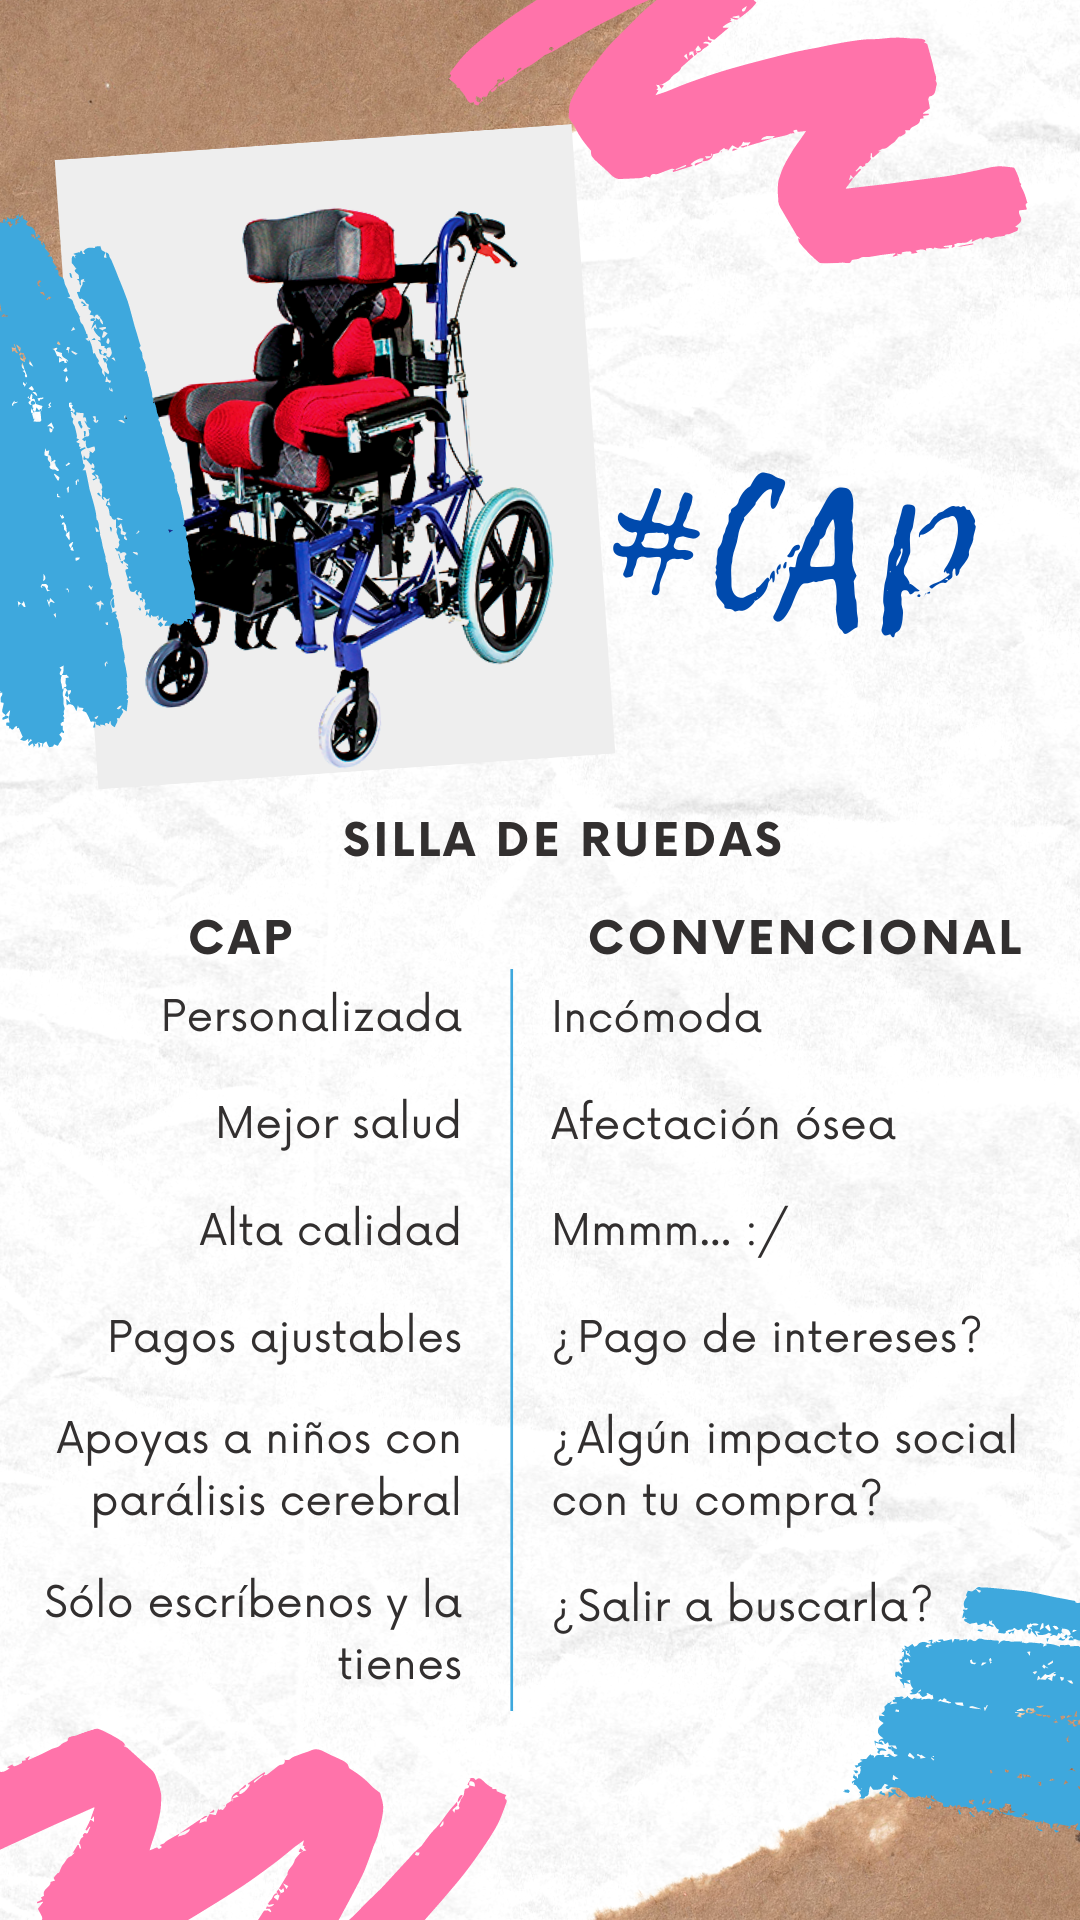 #CAP
SILLA DE RUEDAS
CAP
Personalizada
Mejor salud
Alta calidad
Pagos ajustables
Apoyas a niños con
parálisis cerebral
Sólo escríbenos y la
tienes
CONVENCIONAL
Incómoda
Afectación ósea
Mmmm... :/
¿Pago de intereses?
¿Algún impacto social
con tu compra?
¿Salir a buscarla?